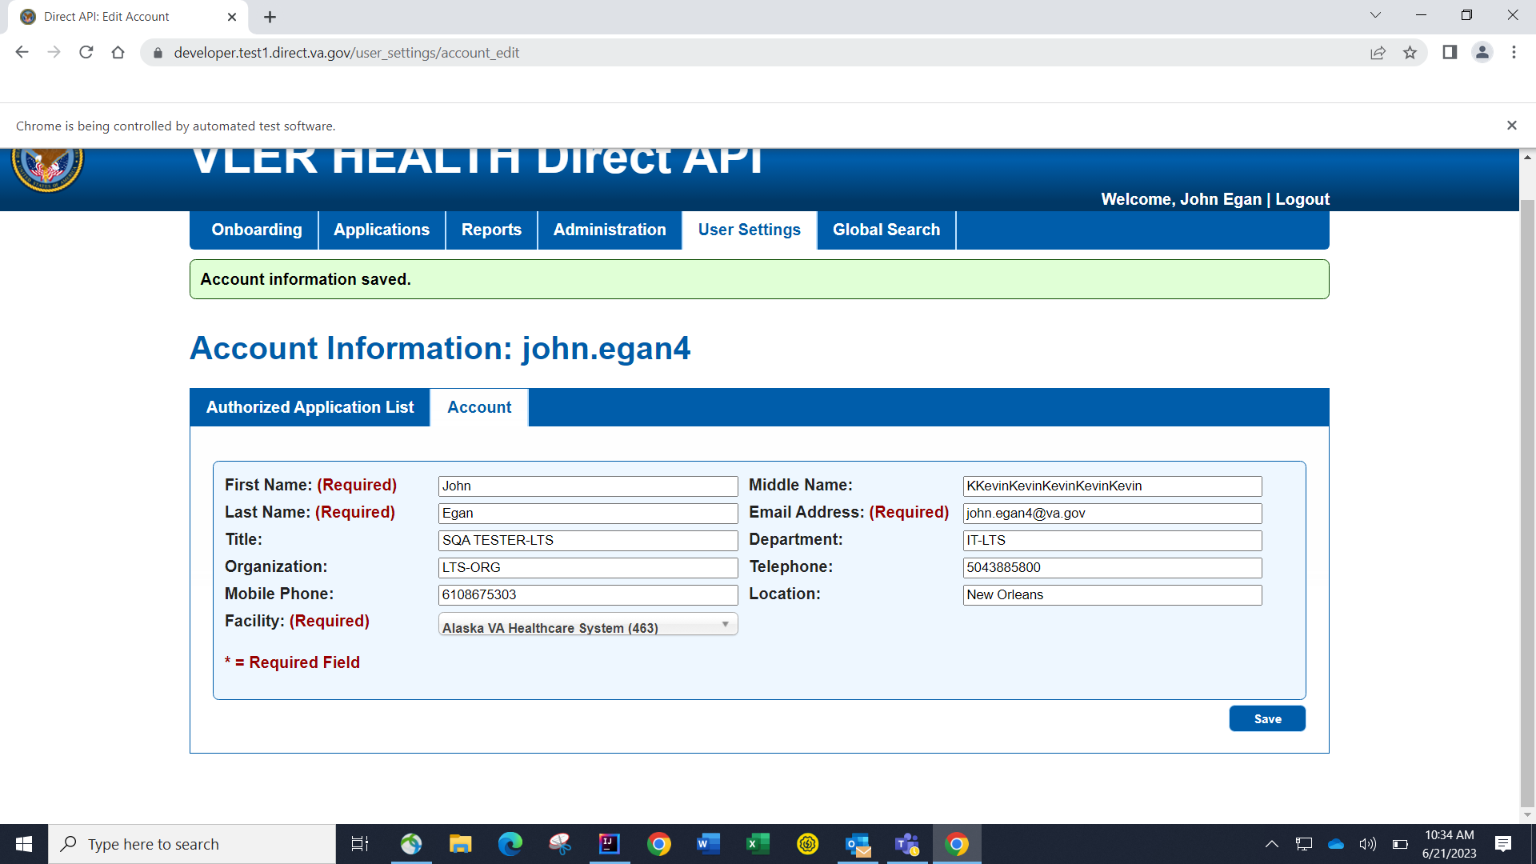 Direct API: Edit Account
developer.test1.direct.va.gov/user_settings/account_edit
Chrome is being controlled by automated test software.
VLER HEALTH Direct API
Welcome, John Egan | Logout
Onboarding Applications Reports Administration User Settings Global Search
Account information saved.
Account Information: john.egan4
Authorized Application List Account
First Name: (Required) John Middle Name: KKevinKevinKevinKevinKevin
Last Name: (Required) Egan Email Address: (Required) john.egan4@va.gov
Title: SQA TESTER-LTS Department: IT-LTS
Organization: LTS-ORG Telephone: 5043885800
Mobile Phone: 6108675303 Location: New Orleans
Facility: (Required) Alaska VA Healthcare System (463)
* = Required Field
Save
Type here to search
10:34 AM
6/21/2023